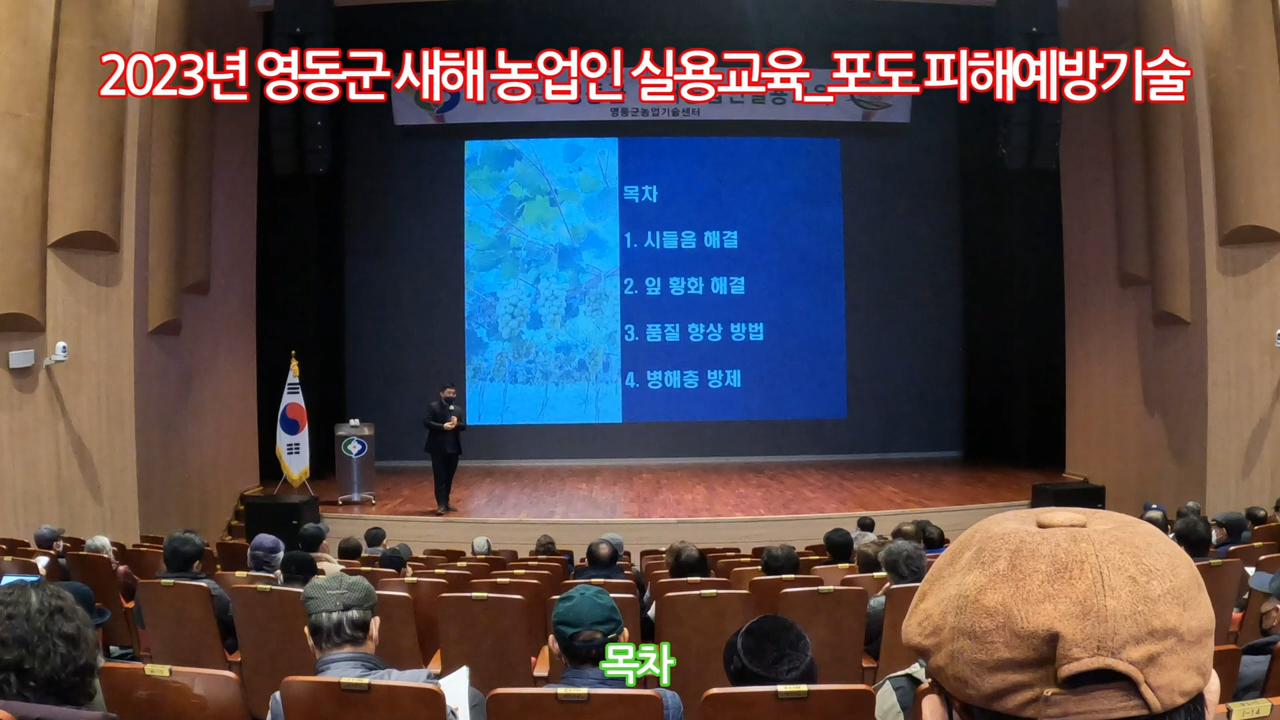 2023년 영동군 새해 농업인 실용교육_포도 피해예방기술
영동군농업기술센터
목차
1. 시들음 해결
2. 잎 황화 해결
3. 품질 향상 방법
4. 병해충 방제
목차